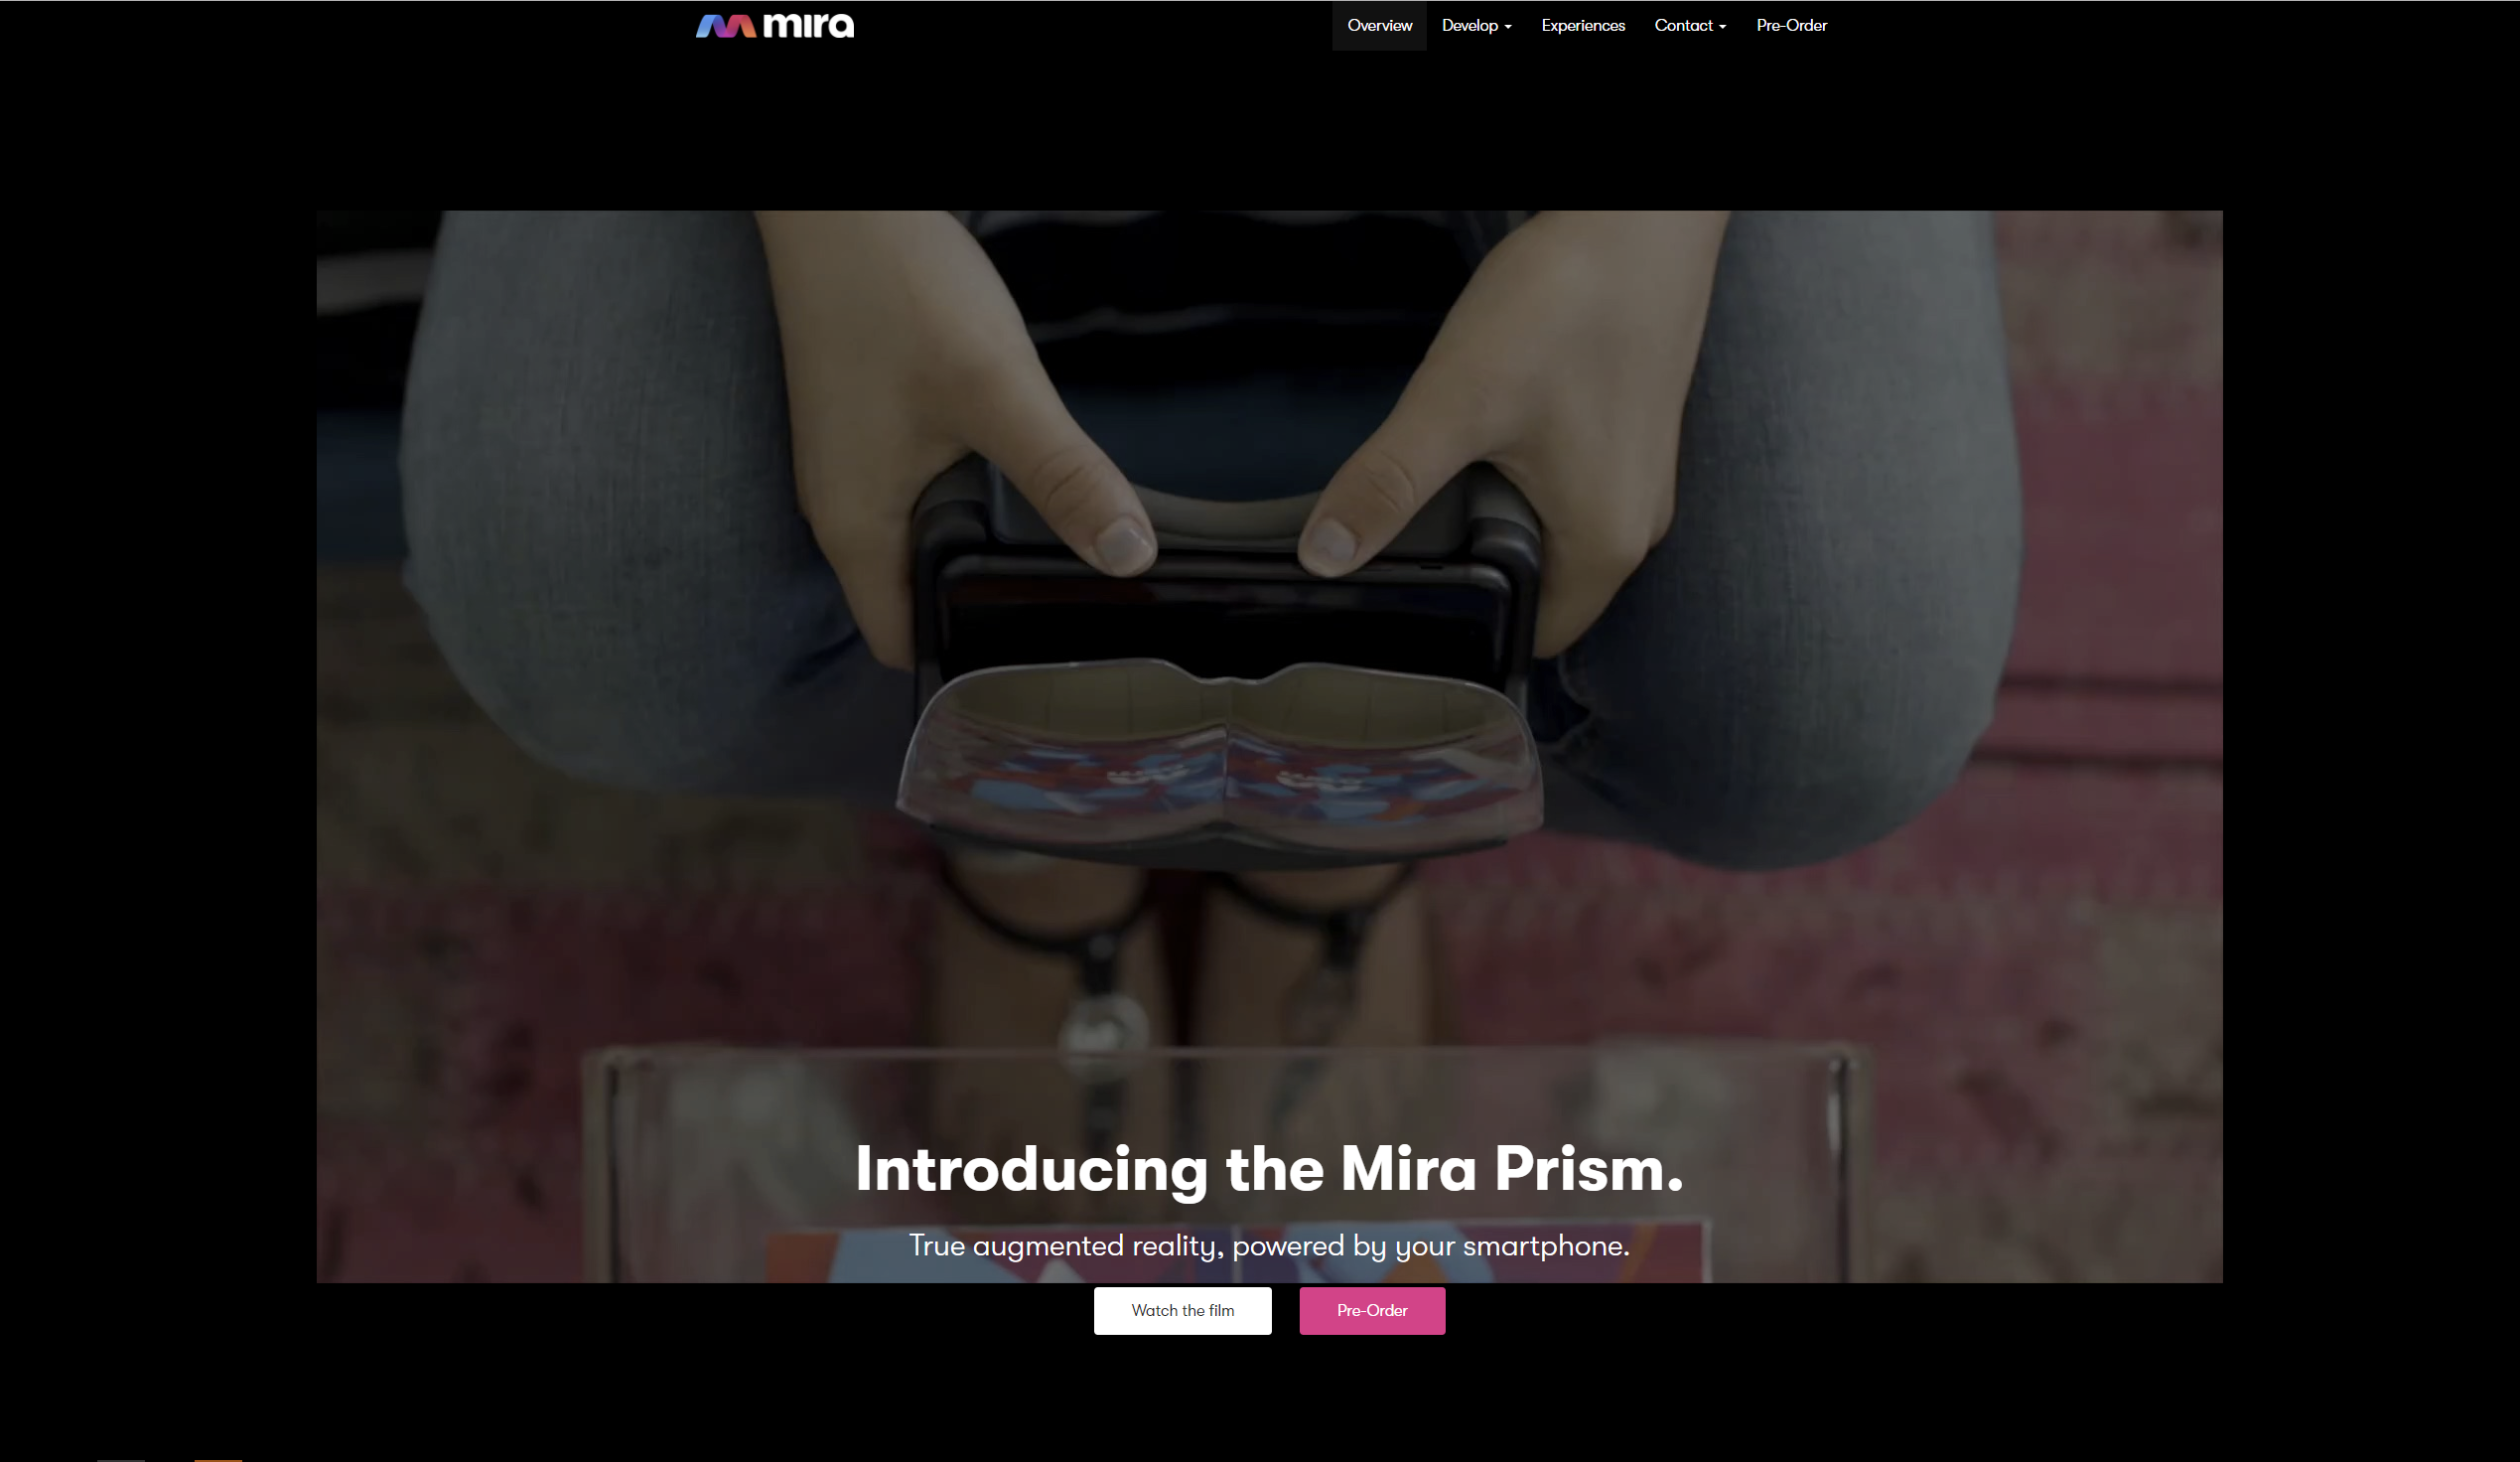 mira
Overview Develop Experiences Contact Pre-Order
Introducing the Mira Prism.
True augmented reality, powered by your smartphone.
Watch the film Pre-Order